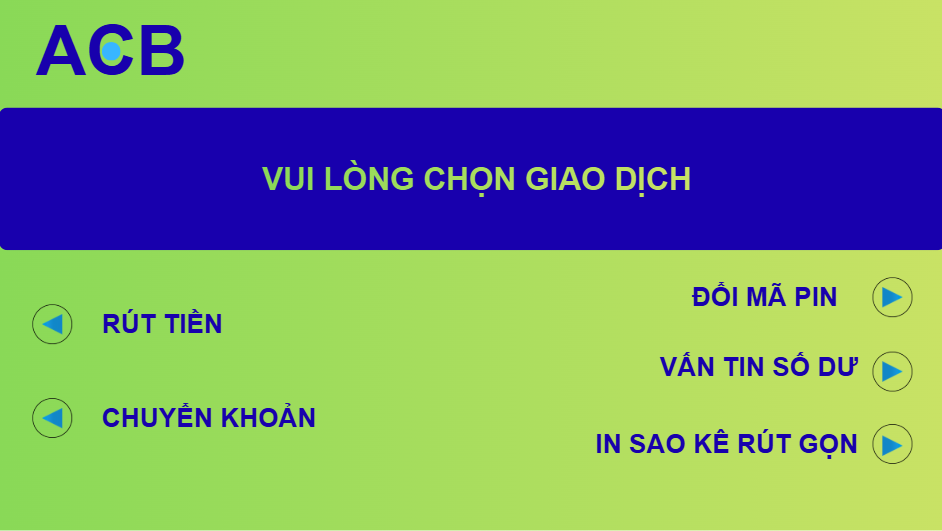 ACB
VUI LÒNG CHỌN GIAO DỊCH
RÚT TIỀN
CHUYỂN KHOẢN
ĐỔI MÃ PIN
VẤN TIN SỐ DƯ
IN SAO KÊ RÚT GỌN